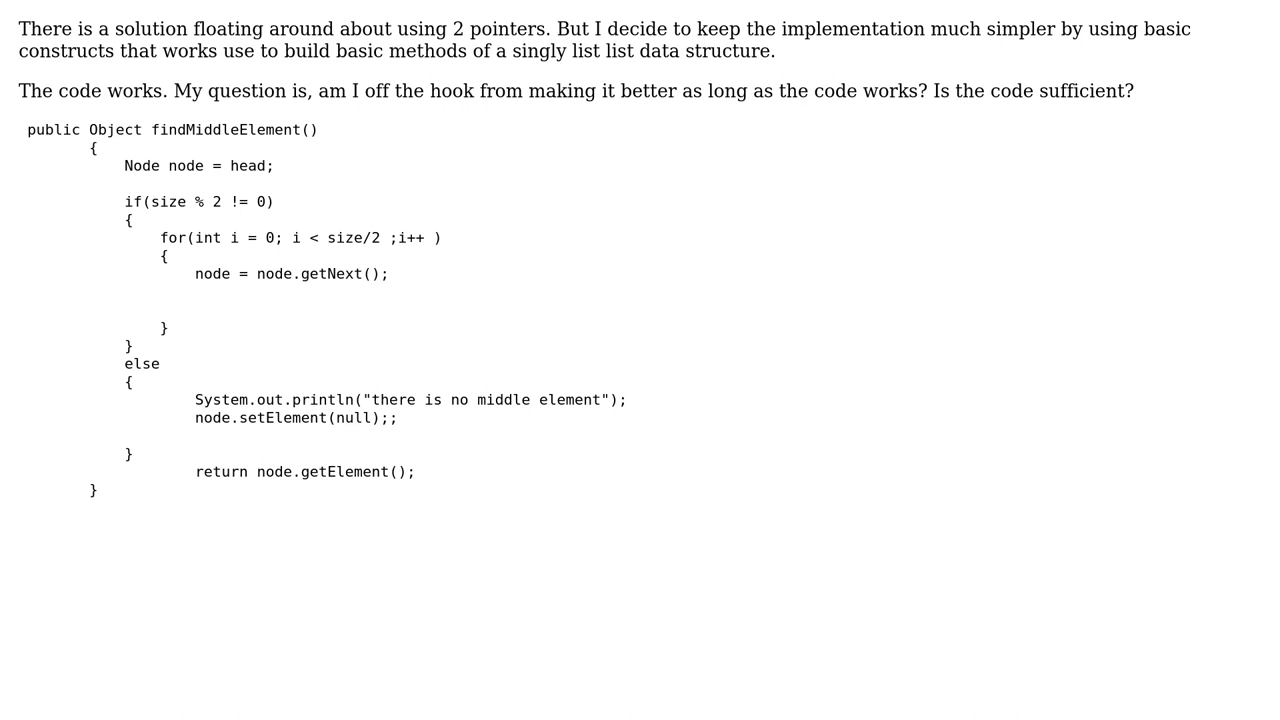 There is a solution floating around about using 2 pointers. But I decide to keep the implementation much simpler by using basic
constructs that works use to build basic methods of a singly list list data structure.
The code works. My question is, am I off the hook from making it better as long as the code works? Is the code sufficient?
public Object findMiddleElement()
{
Node node = head;
if(size % 2 != 0)
{
for(int i = 0; i < size/2 ;i++ )
{
node = node.getNext();
}
}
else
{
System.out.println("there is no middle element");
node.setElement(null);;
}
return node.getElement();
}